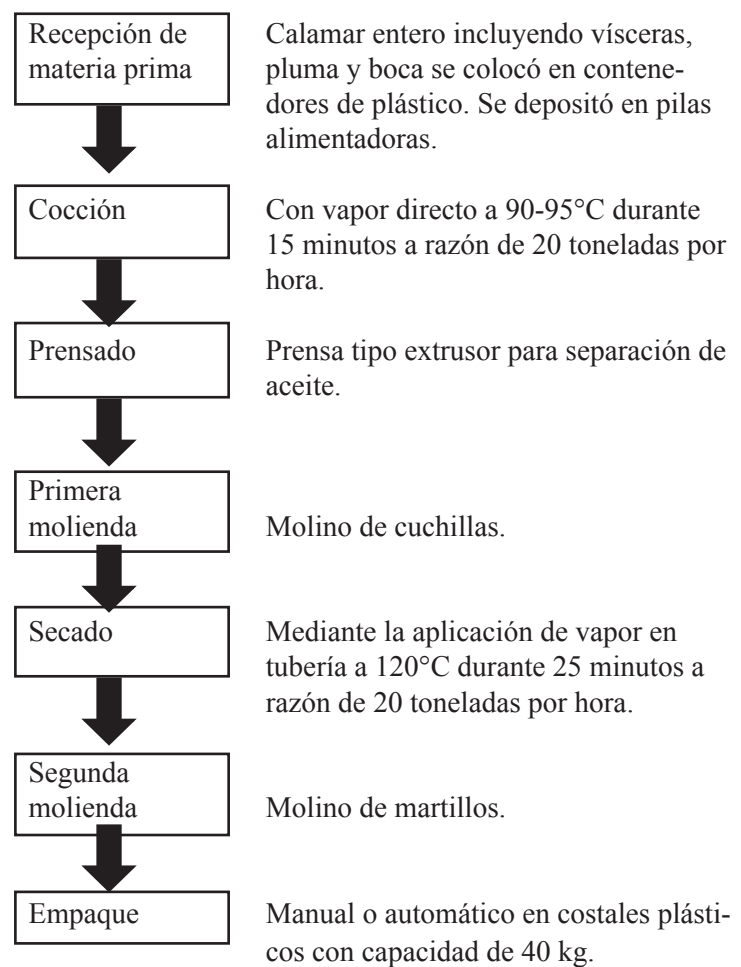 Recepción de
materia prima
Calamar entero incluyendo vísceras,
pluma y boca se colocó en contene-
dores de plástico. Se depositó en pilas
alimentadoras.
Cocción
Con vapor directo a 90-95°C durante
15 minutos a razón de 20 toneladas por
hora.
Prensado
Prensa tipo extrusor para separación de
aceite.
Primera
molienda
Molino de cuchillas.
Secado
Mediante la aplicación de vapor en
tubería a 120°C durante 25 minutos a
razón de 20 toneladas por hora.
Segunda
molienda
Molino de martillos.
Empaque
Manual o automático en costales plásti-
cos con capacidad de 40 kg.